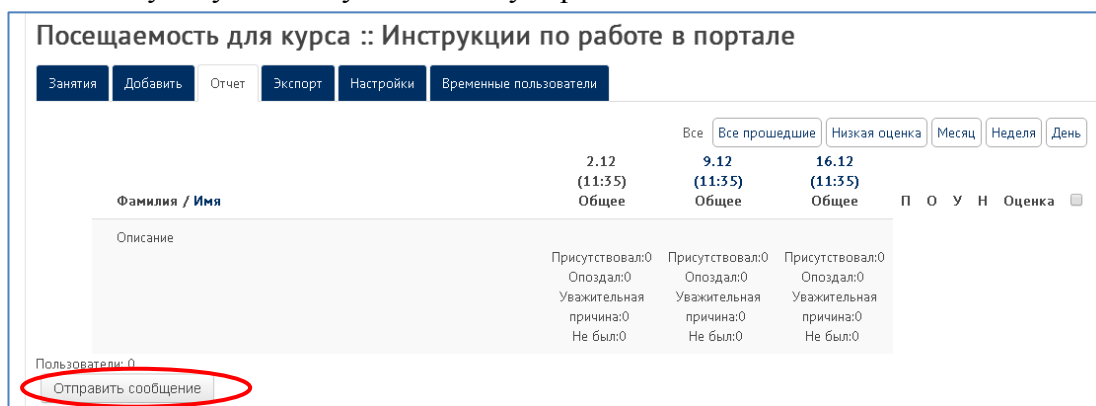 Посещаемость для курса :: Инструкции по работе в портале
Занятия Добавить Отчет Экспорт Настройки Временные пользователи
Все Все прошедшие Низкая оценка Месяц Неделя День
2.12 9.12 16.12
(11:35) (11:35) (11:35)
Фамилия / Имя Общее Общее Общее П О У Н Оценка
Описание
Присутствовал:0 Присутствовал:0 Присутствовал:0
Опоздал:0 Опоздал:0 Опоздал:0
Уважительная Уважительная Уважительная
причина:0 причина:0 причина:0
Не был:0 Не был:0 Не был:0
Пользователи: 0
Отправить сообщение